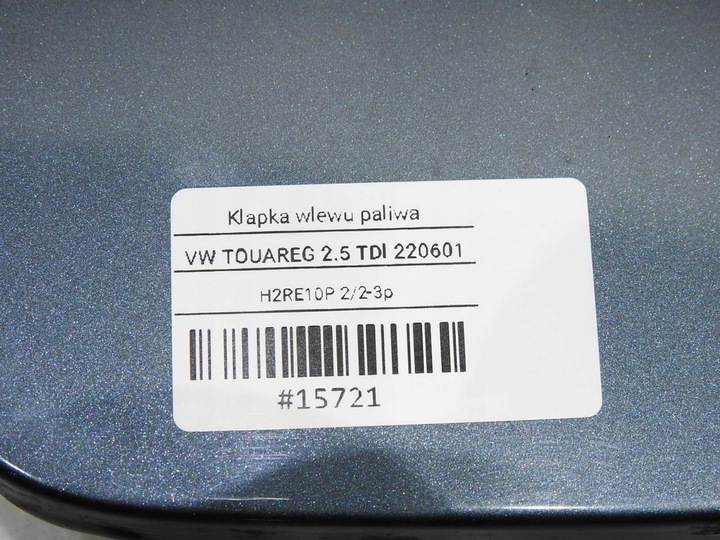 Klapka wlewu paliwa
VW TOUAREG 2.5 TDI 220601
H2RE10P 2/2-3p
#15721